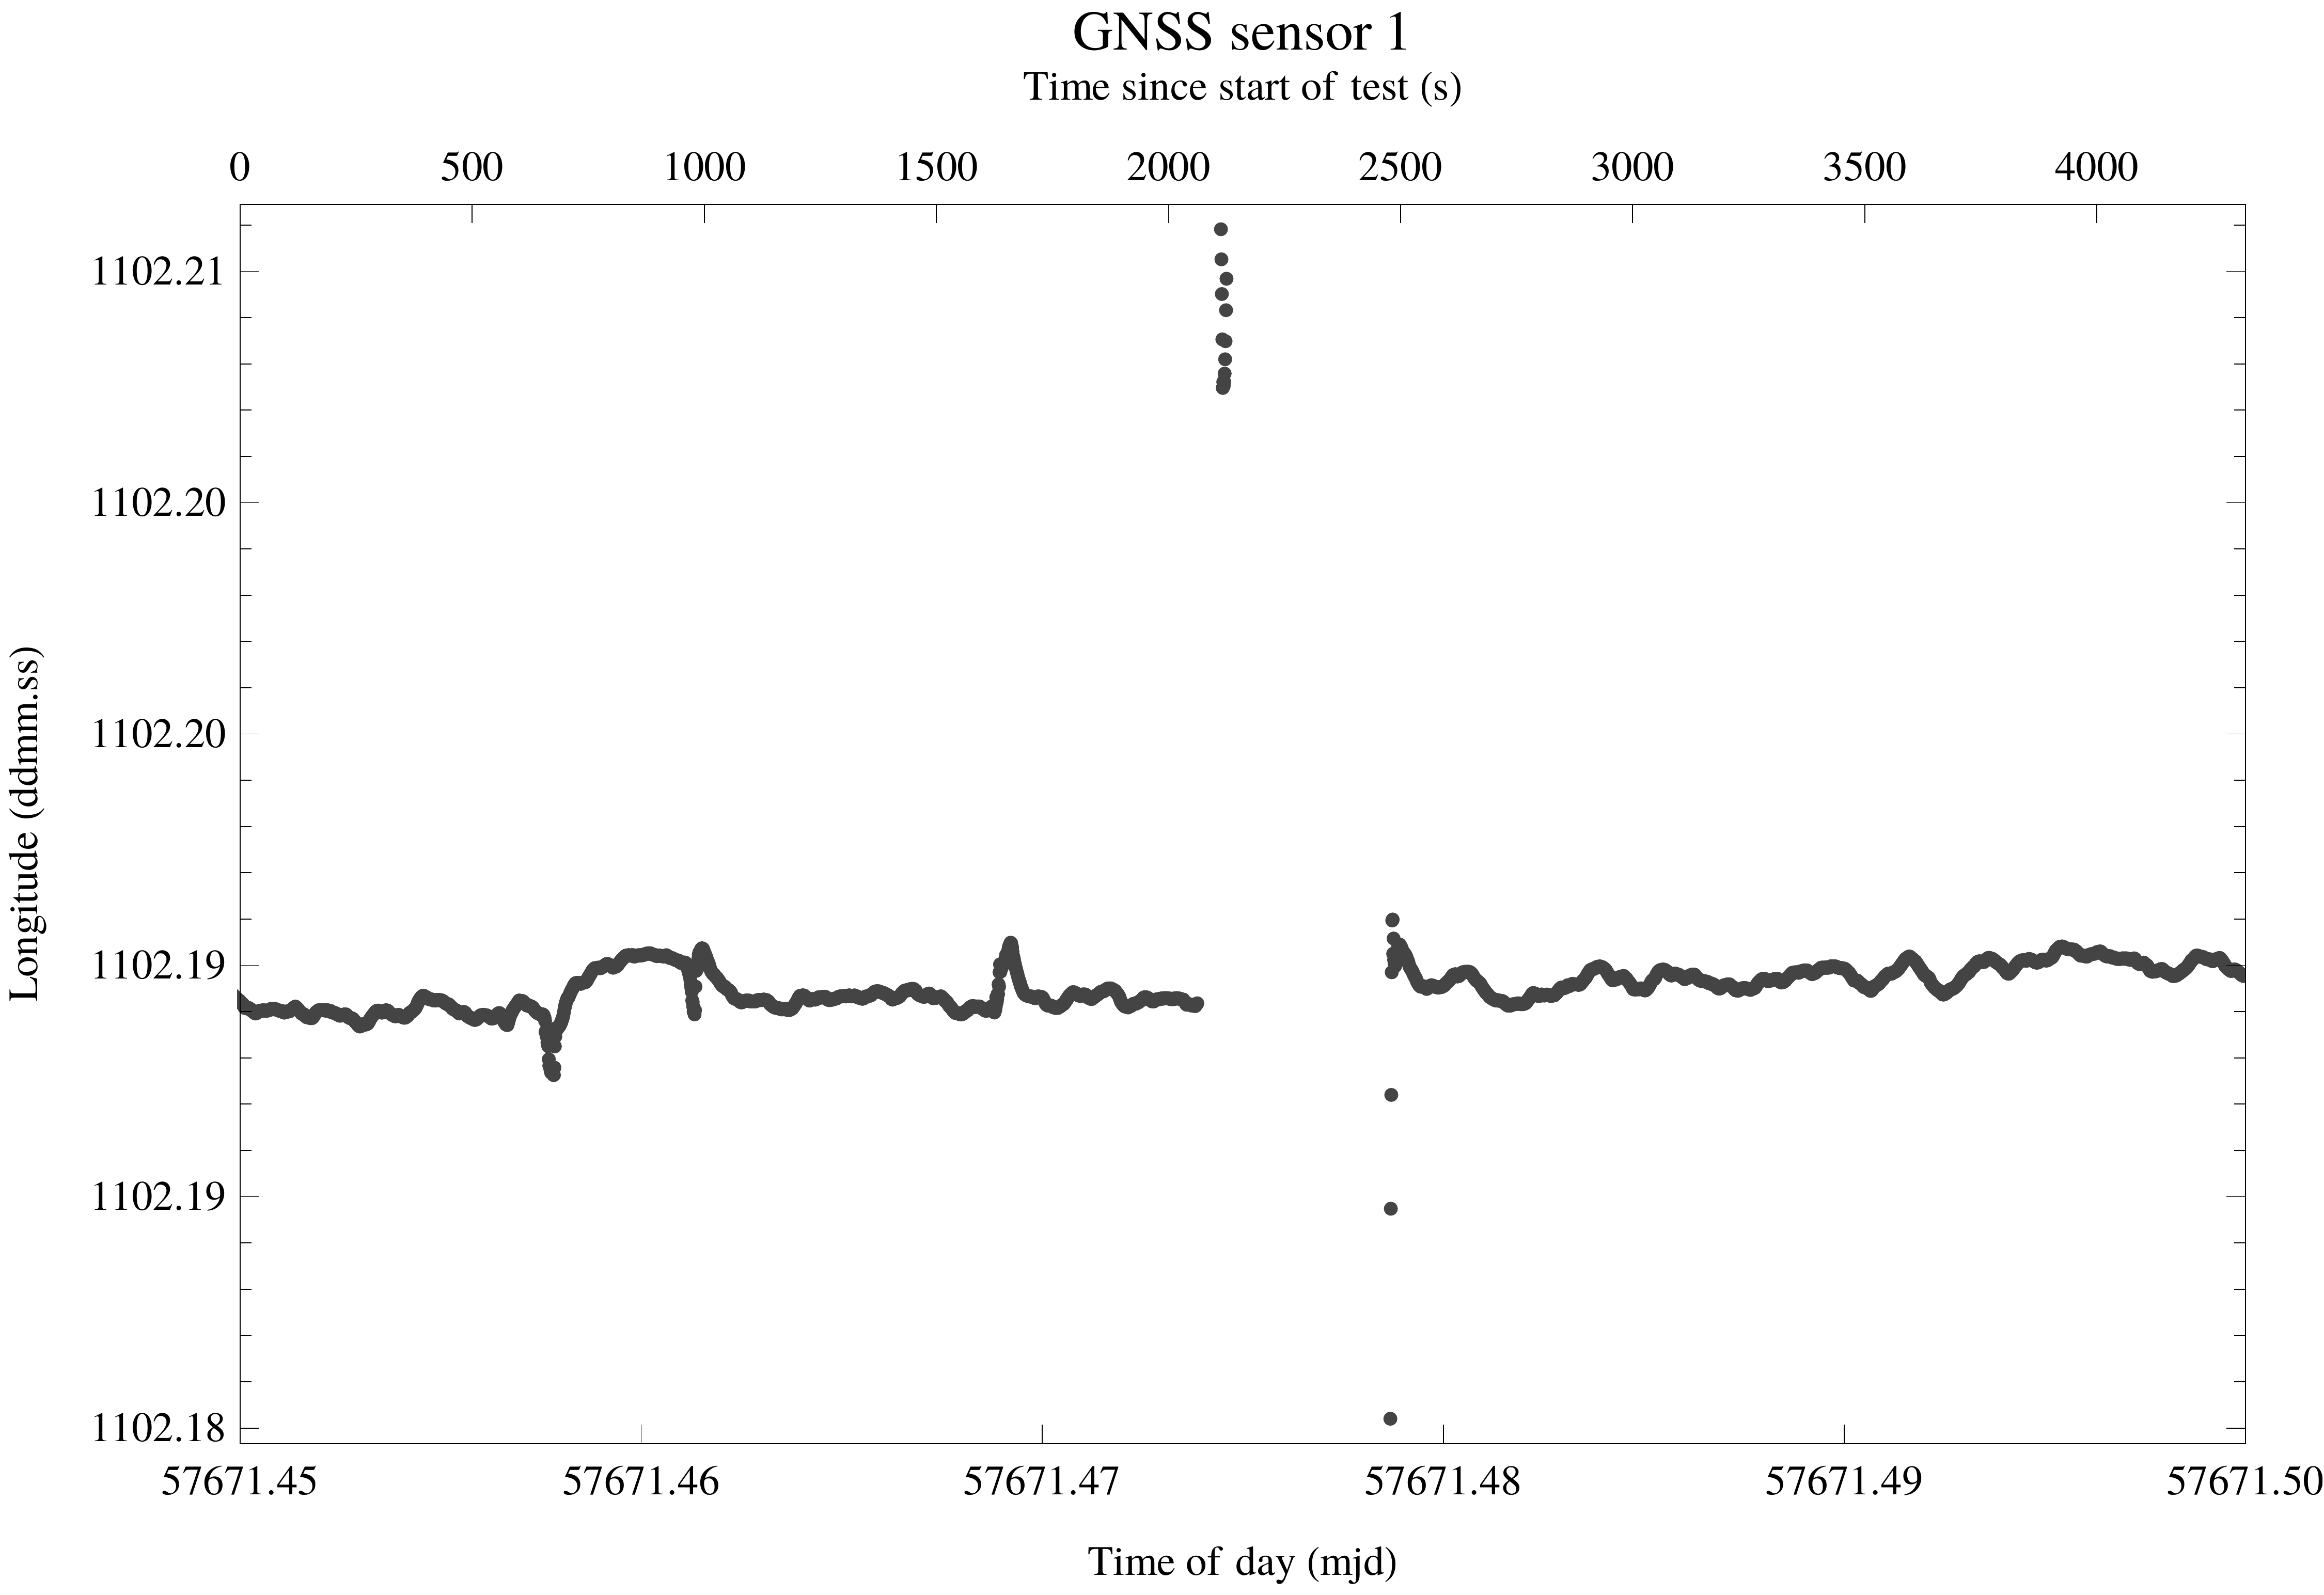 GNSS sensor 1
Time since start of test (s)
0 500 1000 1500 2000 2500 3000 3500 4000
1102.21
1102.20
1102.20
1102.19
1102.19
1102.18
Longitude (ddmm.ss)
57671.45 57671.46 57671.47 57671.48 57671.49 57671.50
Time of day (mjd)